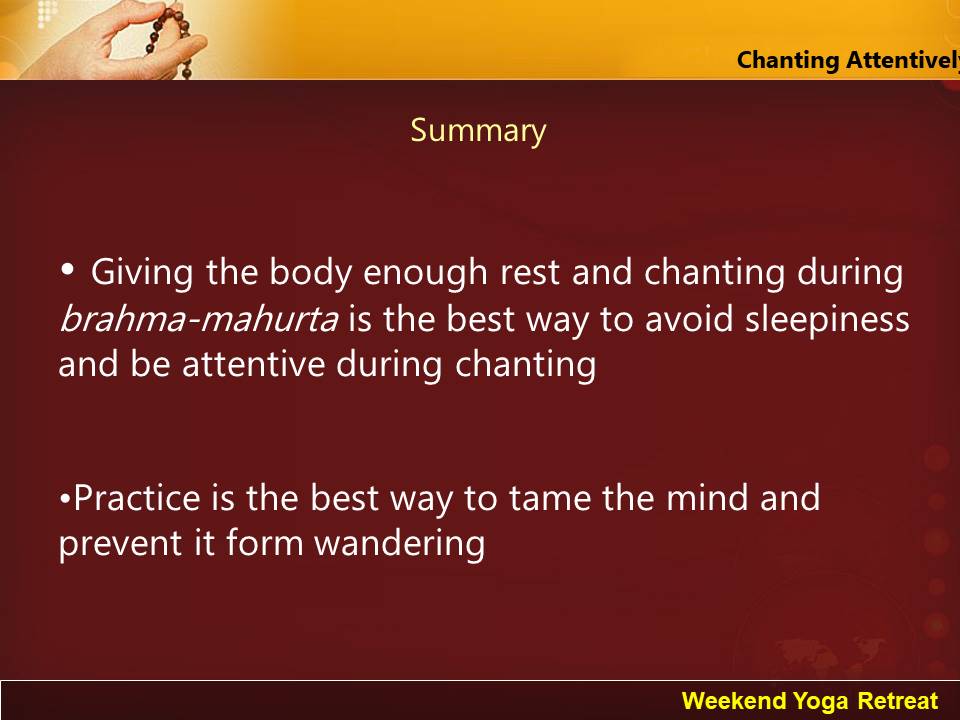 Chanting Attentively
Summary
• Giving the body enough rest and chanting during
brahma-mahurta is the best way to avoid sleepiness
and be attentive during chanting
•Practice is the best way to tame the mind and
prevent it form wandering
Weekend Yoga Retreat